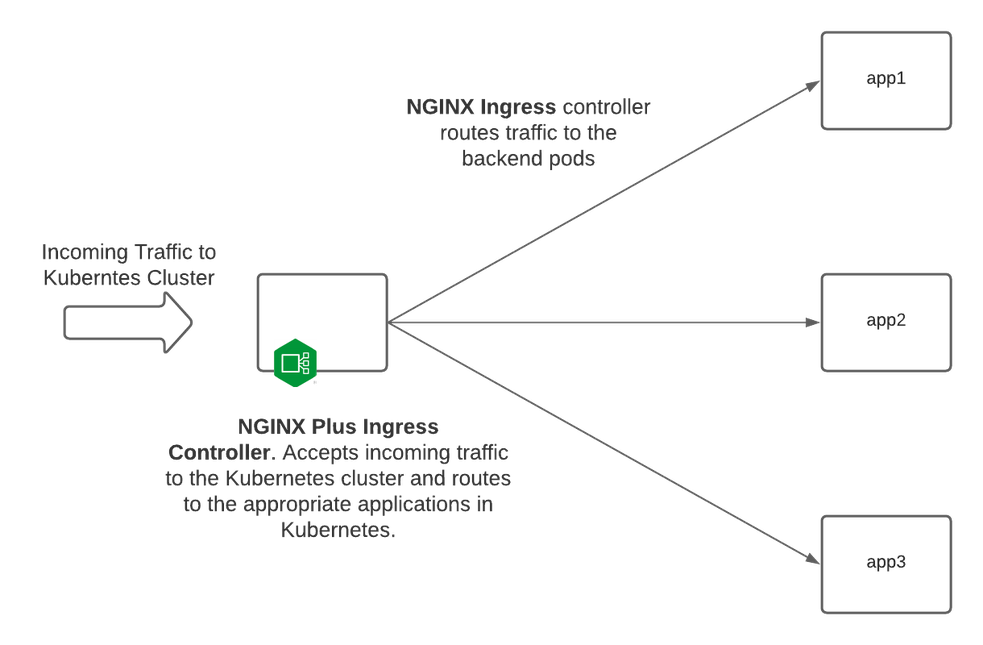 NGINX Ingress controller
routes traffic to the
backend pods
app1
Incoming Traffic to
Kuberntes Cluster
app2
NGINX Plus Ingress
Controller. Accepts incoming traffic
to the Kubernetes cluster and routes
to the appropriate applications in
Kubernetes.
app3